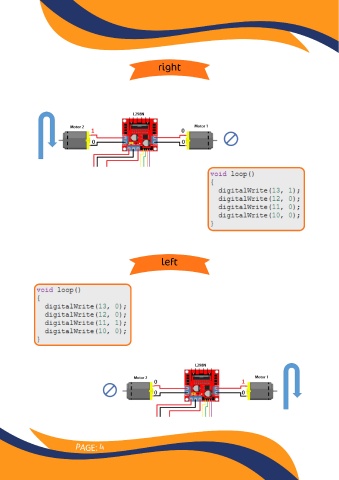 right
L298N
Motor 2
Motor 1
1
0
0
0
void loop()
{
digitalWrite(13, 1);
digitalWrite(12, 0);
digitalWrite(11, 0);
digitalWrite(10, 0);
}
left
void loop()
{
digitalWrite(13, 0);
digitalWrite(12, 0);
digitalWrite(11, 1);
digitalWrite(10, 0);
}
L298N
Motor 2
Motor 1
0
1
0
0
PAGE: 4